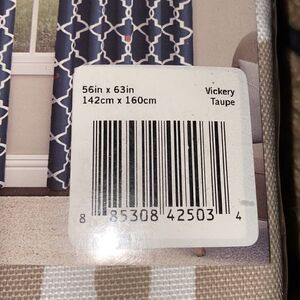 56in x 63in Vickery
142cm x 160cm Taupe
8 85308 42503 4